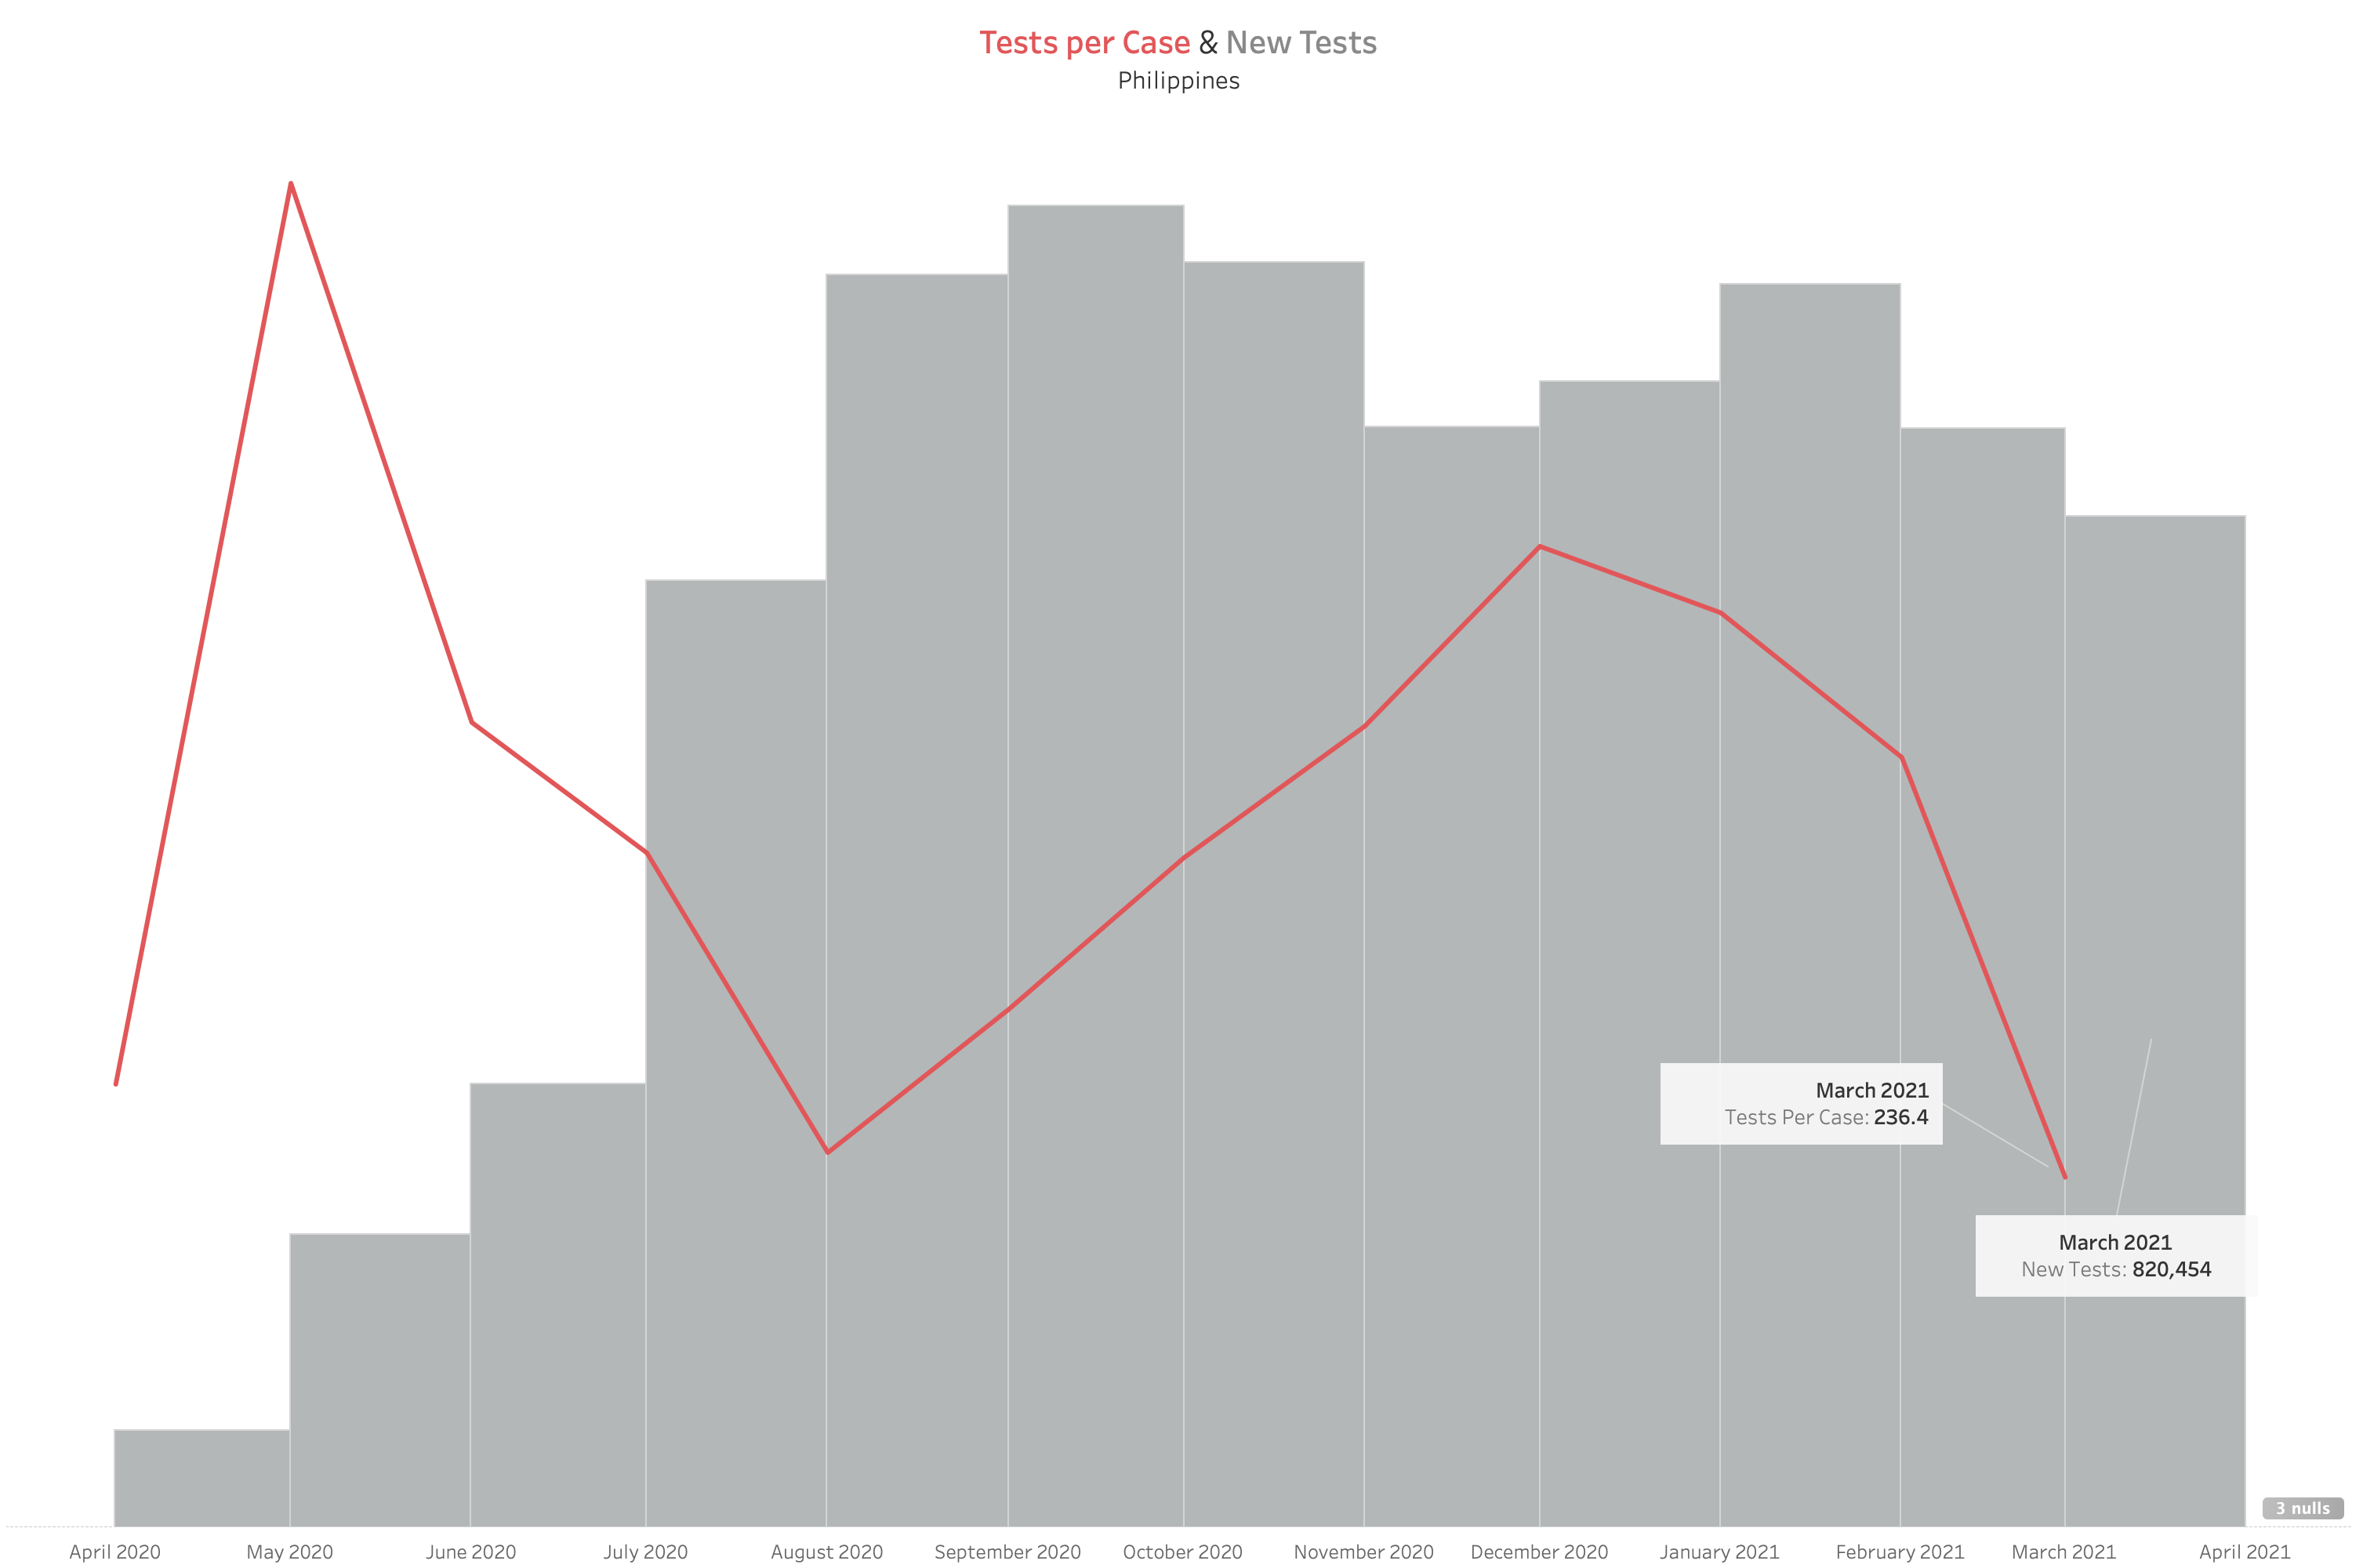 Tests per Case & New Tests
Philippines
March 2021
Tests Per Case: 236.4
March 2021
New Tests: 820,454
3 nulls
April 2020 May 2020 June 2020 July 2020 August 2020 September 2020 October 2020 November 2020 December 2020 January 2021 February 2021 March 2021 April 2021